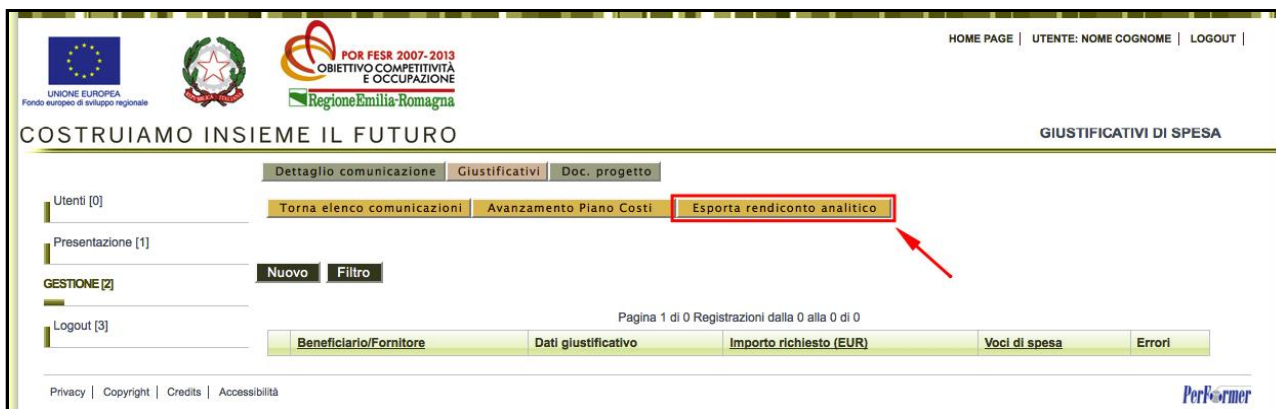 HOME PAGE | UTENTE: NOME COGNOME | LOGOUT |
UNIONE EUROPEA
Fondo europeo di sviluppo regionale
POR FESR 2007-2013
OBIETTIVO COMPETITIVITÀ
E OCCUPAZIONE
RegioneEmilia-Romagna
COSTRUIAMO INSIEME IL FUTURO
GIUSTIFICATIVI DI SPESA
Dettaglio comunicazione Giustificativi Doc. progetto
Utenti [0]
Torna elenco comunicazioni Avanzamento Piano Costi Esporta rendiconto analitico
Presentazione [1]
Nuovo Filtro
GESTIONE [2]
Logout [3]
Pagina 1 di 0 Registrazioni dalla 0 alla 0 di 0
Beneficiario/Fornitore Dati giustificativo Importo richiesto (EUR) Voci di spesa Errori
Privacy | Copyright | Credits | Accessibilità
PerFormer